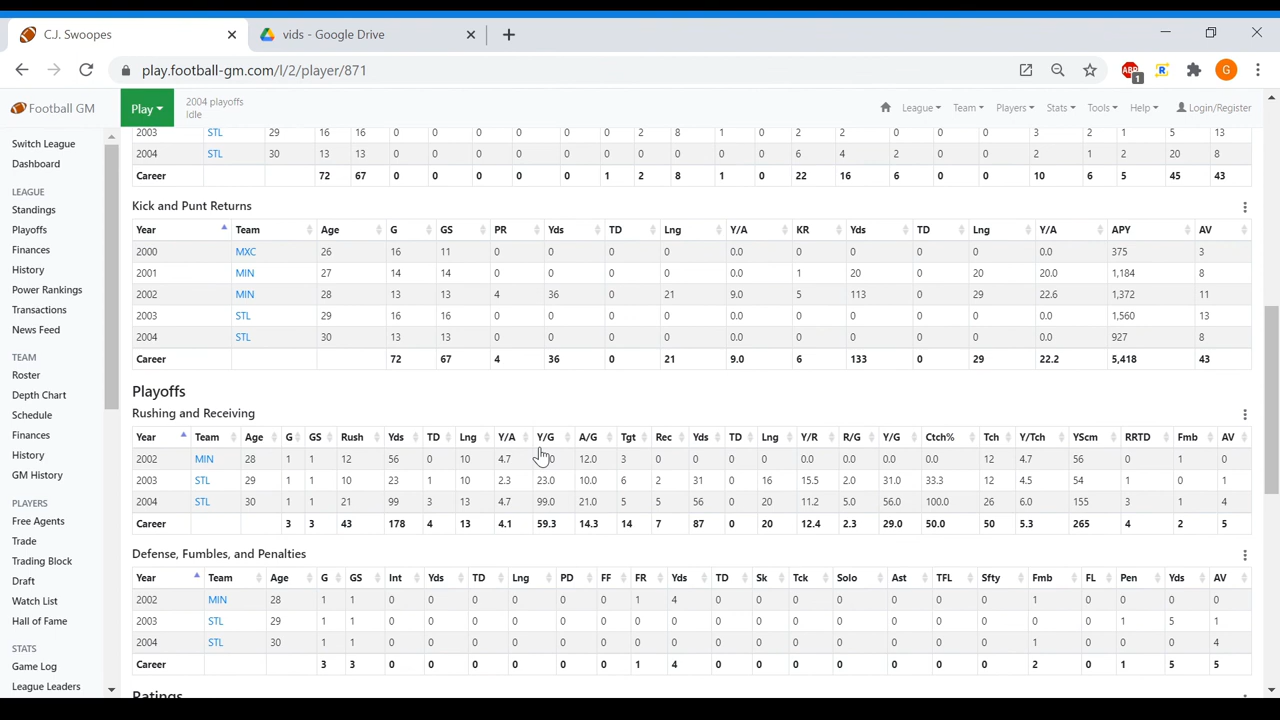 C.J. Swoopes
vids - Google Drive
play.football-gm.com/l/2/player/871
ABP 1 R G
Football GM Play 2004 playoffs League Team Players Stats Tools Help Login/Register
Idle
Switch League
Dashboard
LEAGUE
Standings
Playoffs
Finances
History
Power Rankings
Transactions
News Feed
TEAM
Roster
Depth Chart
Schedule
Finances
History
GM History
PLAYERS
Free Agents
Trade
Trading Block
Draft
Watch List
Hall of Fame
STATS
Game Log
League Leaders
2003 STL 29 16 16 0 0 0 0 0 0 2 8 1 0 2 2 0 0 0 3 2 1 5 13
2004 STL 30 13 13 0 0 0 0 0 0 0 0 0 0 6 4 2 0 0 2 1 2 20 8
Career 72 67 0 0 0 0 0 1 2 8 1 0 22 16 6 0 0 10 6 5 45 43
Kick and Punt Returns
Year Team Age G GS PR Yds TD Lng Y/A KR Yds TD Lng Y/A APY AV
2000 MXC 26 16 11 0 0 0 0 0.0 0 0 0 0 0.0 375 3
2001 MIN 27 14 14 0 0 0 0 0.0 1 20 0 20 20.0 1,184 8
2002 MIN 28 13 13 4 36 0 21 9.0 5 113 0 29 22.6 1,372 11
2003 STL 29 16 16 0 0 0 0 0.0 0 0 0 0 0.0 1,560 13
2004 STL 30 13 13 0 0 0 0 0.0 0 0 0 0 0.0 927 8
Career 72 67 4 36 0 21 9.0 6 133 0 29 22.2 5,418 43
Playoffs
Rushing and Receiving
Year Team Age G GS Rush Yds TD Lng Y/A Y/G A/G Tgt Rec Yds TD Lng Y/R R/G Y/G Ctch% Tch Y/Tch YScm RRTD Fmb AV
2002 MIN 28 1 1 12 56 0 10 4.7 12.0 3 0 0 0 0 0.0 0.0 0.0 0.0 12 4.7 56 0 1 0
2003 STL 29 1 1 10 23 1 10 2.3 23.0 10.0 6 2 31 0 16 15.5 2.0 31.0 33.3 12 4.5 54 1 0 1
2004 STL 30 1 1 21 99 3 13 4.7 99.0 21.0 5 5 56 0 20 11.2 5.0 56.0 100.0 26 6.0 155 3 1 4
Career 3 3 43 178 4 13 4.1 59.3 14.3 14 7 87 0 20 12.4 2.3 29.0 50.0 50 5.3 265 4 2 5
Defense, Fumbles, and Penalties
Year Team Age G GS Int Yds TD Lng PD FF FR Yds TD Sk Tck Solo Ast TFL Sfty Fmb FL Pen Yds AV
2002 MIN 28 1 1 0 0 0 0 0 0 1 4 0 0 0 0 0 0 0 1 0 0 0 0
2003 STL 29 1 1 0 0 0 0 0 0 0 0 0 0 0 0 0 0 0 0 0 1 5 1
2004 STL 30 1 1 0 0 0 0 0 0 0 0 0 0 0 0 0 0 0 1 0 0 0 4
Career 3 3 0 0 0 0 0 0 1 4 0 0 0 0 0 0 0 2 0 1 5 5
Ratings